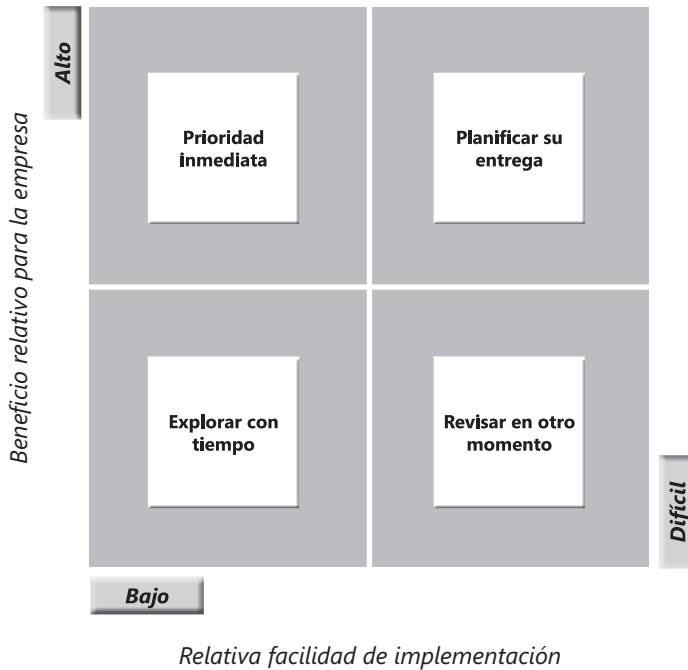 Alto
Beneficio relativo para la empresa
Prioridad
inmediata
Planificar su
entrega
Explorar con
tiempo
Revisar en otro
momento
Difícil
Bajo
Relativa facilidad de implementación